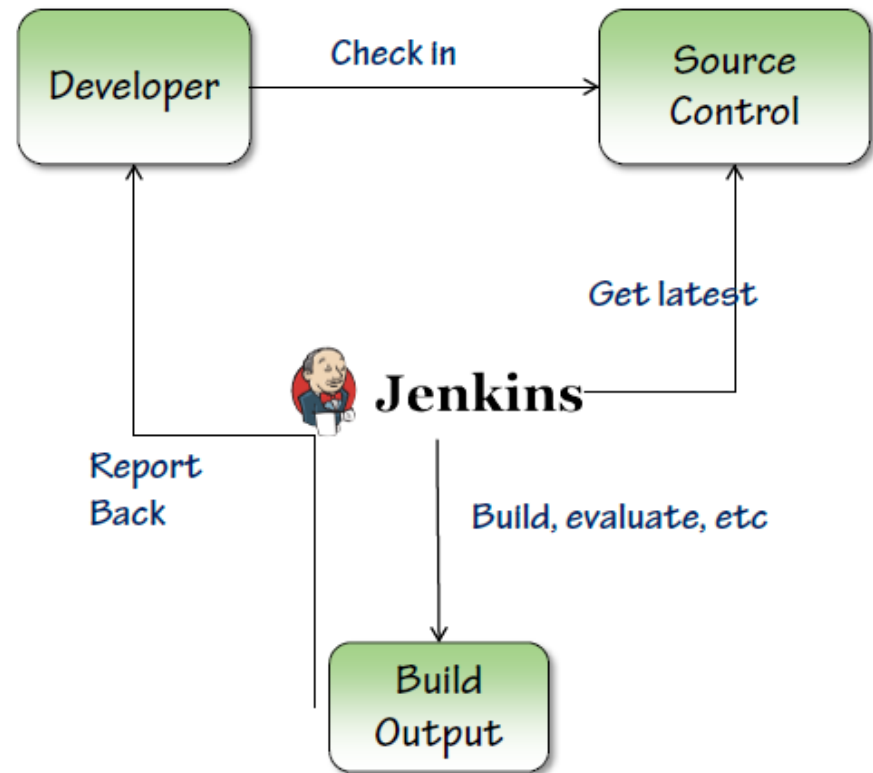 Developer
Check in
Source
Control
Get latest
Jenkins
Report
Back
Build, evaluate, etc
Build
Output